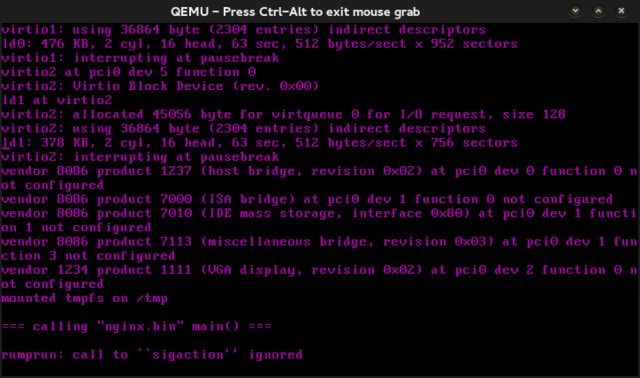 QEMU - Press Ctrl-Alt to exit mouse grab
virtio1: using 36864 byte (2304 entries) indirect descriptors
ld0: 476 KB, 2 cyl, 16 head, 63 sec, 512 bytes/sect x 952 sectors
virtio1: interrupting at pausebreak
virtio2 at pci0 dev 5 function 0
virtio2: Virtio Block Device (rev. 0x00)
ld1 at virtio2
virtio2: allocated 45056 byte for virtqueue 0 for I/O request, size 128
virtio2: using 36864 byte (2304 entries) indirect descriptors
ld1: 378 KB, 2 cyl, 16 head, 63 sec, 512 bytes/sect x 756 sectors
virtio2: interrupting at pausebreak
vendor 8086 product 1237 (host bridge, revision 0x02) at pci0 dev 0 function 0 n
ot configured
vendor 8086 product 7000 (ISA bridge) at pci0 dev 1 function 0 not configured
vendor 8086 product 7010 (IDE mass storage, interface 0x80) at pci0 dev 1 functi
on 1 not configured
vendor 8086 product 7113 (miscellaneous bridge, revision 0x03) at pci0 dev 1 fun
ction 3 not configured
vendor 1234 product 1111 (VGA display, revision 0x02) at pci0 dev 2 function 0 n
ot configured
mounted tmpfs on /tmp
=== calling "nginx.bin" main() ===
rumprun: call to ``sigaction'' ignored